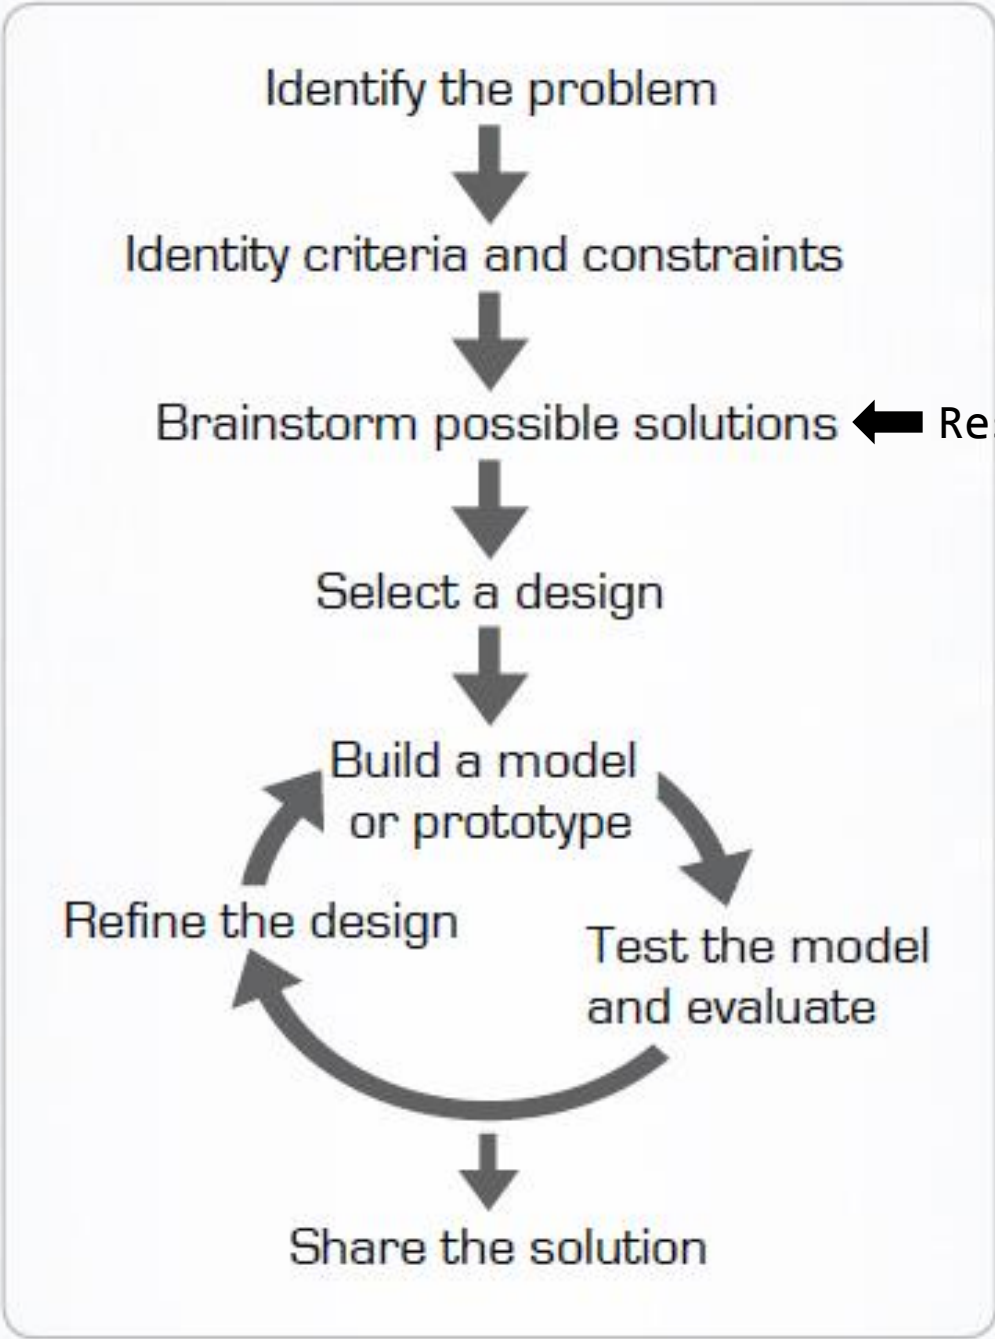 Identify the problem
Identity criteria and constraints
Brainstorm possible solutions
Select a design
Build a model
or prototype
Refine the design
Test the model
and evaluate
Share the solution